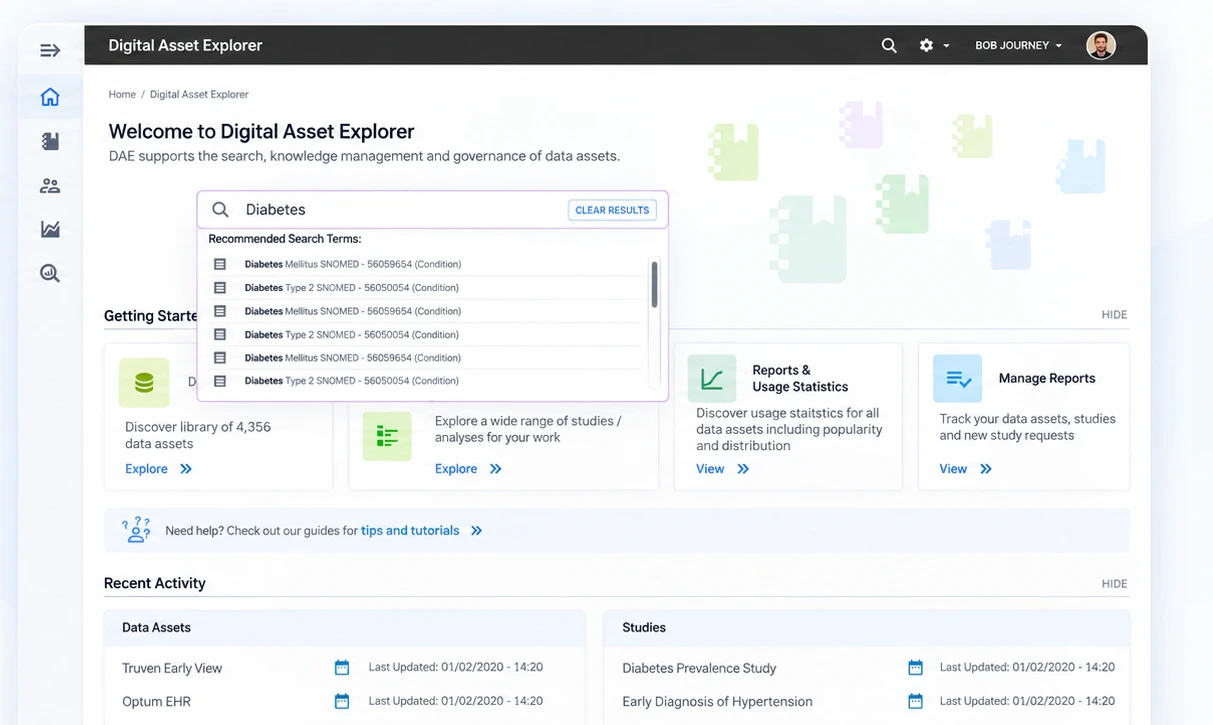 Digital Asset Explorer
BOB JOURNEY
Home / Digital Asset Explorer
Welcome to Digital Asset Explorer
DAE supports the search, knowledge management and governance of data assets.
Diabetes
CLEAR RESULTS
Recommended Search Terms:
Diabetes Mellitus SNOMED - 56059654 (Condition)
Diabetes Type 2 SNOMED - 56050054 (Condition)
Diabetes Mellitus SNOMED - 56059654 (Condition)
Diabetes Type 2 SNOMED - 56050054 (Condition)
Diabetes Mellitus SNOMED - 56059654 (Condition)
Diabetes Type 2 SNOMED - 56050054 (Condition)
Getting Starte
HIDE
D
Discover library of 4,356
data assets
Explore
Explore a wide range of studies /
analyses for your work
Explore
Reports &
Usage Statistics
Discover usage staitstics for all
data assets including popularity
and distribution
View
Manage Reports
Track your data assets, studies
and new study requests
View
Need help? Check out our guides for tips and tutorials
Recent Activity
HIDE
Data Assets
Truven Early View
Last Updated: 01/02/2020 - 14:20
Optum EHR
Last Updated: 01/02/2020 - 14:20
Studies
Diabetes Prevalence Study
Last Updated: 01/02/2020 - 14:20
Early Diagnosis of Hypertension
Last Updated: 01/02/2020 - 14:20